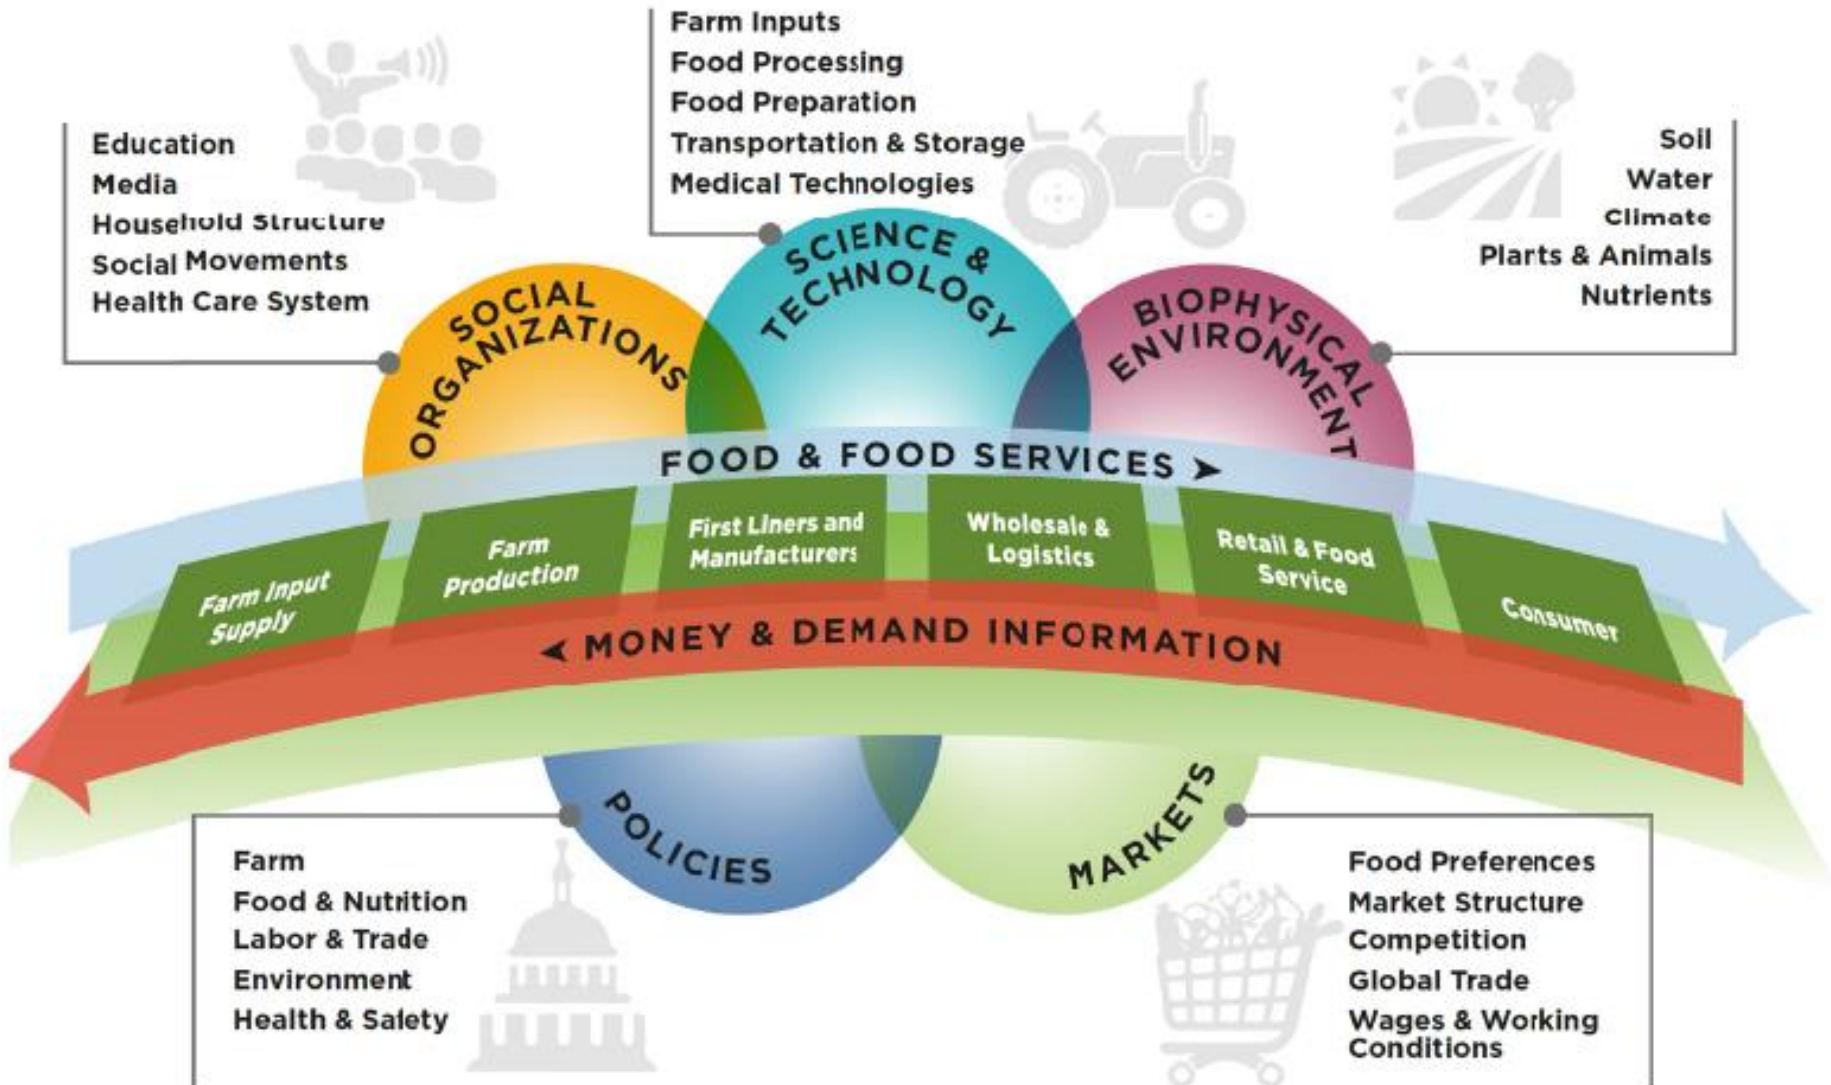 Farm Inputs
Food Processing
Food Preparation
Transportation & Storage
Medical Technologies
Education
Media
Household Structure
Social Movements
Health Care System
Soil
Water
Climate
Plarts & Animals
Nutrients
SOCIAL
ORGANIZATIONS
SCIENCE &
TECHNOLOGY
BIOPHYSICAL
ENVIRONMENT
FOOD & FOOD SERVICES ➤
Farm Input
Supply
Farm
Production
First Liners and
Manufacturers
Wholesale &
Logistics
Retail & Food
Service
Consumer
◄ MONEY & DEMAND INFORMATION
POLICIES
MARKETS
Farm
Food & Nutrition
Labor & Trade
Environment
Health & Safety
Food Preferences
Market Structure
Competition
Global Trade
Wages & Working
Conditions